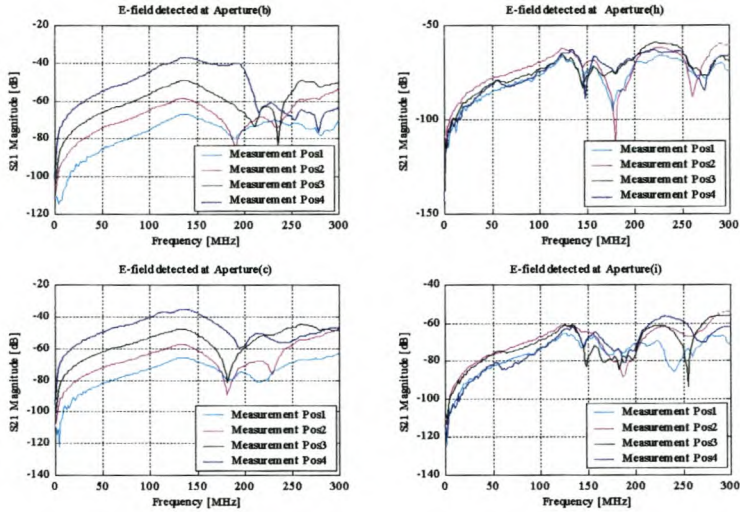 E-field detected at Aperture(b)
S21 Magnitude [dB]
-20
-40
-60
-80
-100
-120
0 50 100 150 200 250 300
Frequency [MHz]
Measurement Pos1
Measurement Pos2
Measurement Pos3
Measurement Pos4
E-field detected at Aperture(h)
S21 Magnitude [dB]
-50
-100
-150
0 50 100 150 200 250 300
Frequency [MHz]
Measurement Pos1
Measurement Pos2
Measurement Pos3
Measurement Pos4
E-field detected at Aperture(c)
S21 Magnitude [dB]
-20
-40
-60
-80
-100
-120
-140
0 50 100 150 200 250 300
Frequency [MHz]
Measurement Pos1
Measurement Pos2
Measurement Pos3
Measurement Pos4
E-field detected at Aperture(i)
S21 Magnitude [dB]
-40
-60
-80
-100
-120
-140
0 50 100 150 200 250 300
Frequency [MHz]
Measurement Pos1
Measurement Pos2
Measurement Pos3
Measurement Pos4